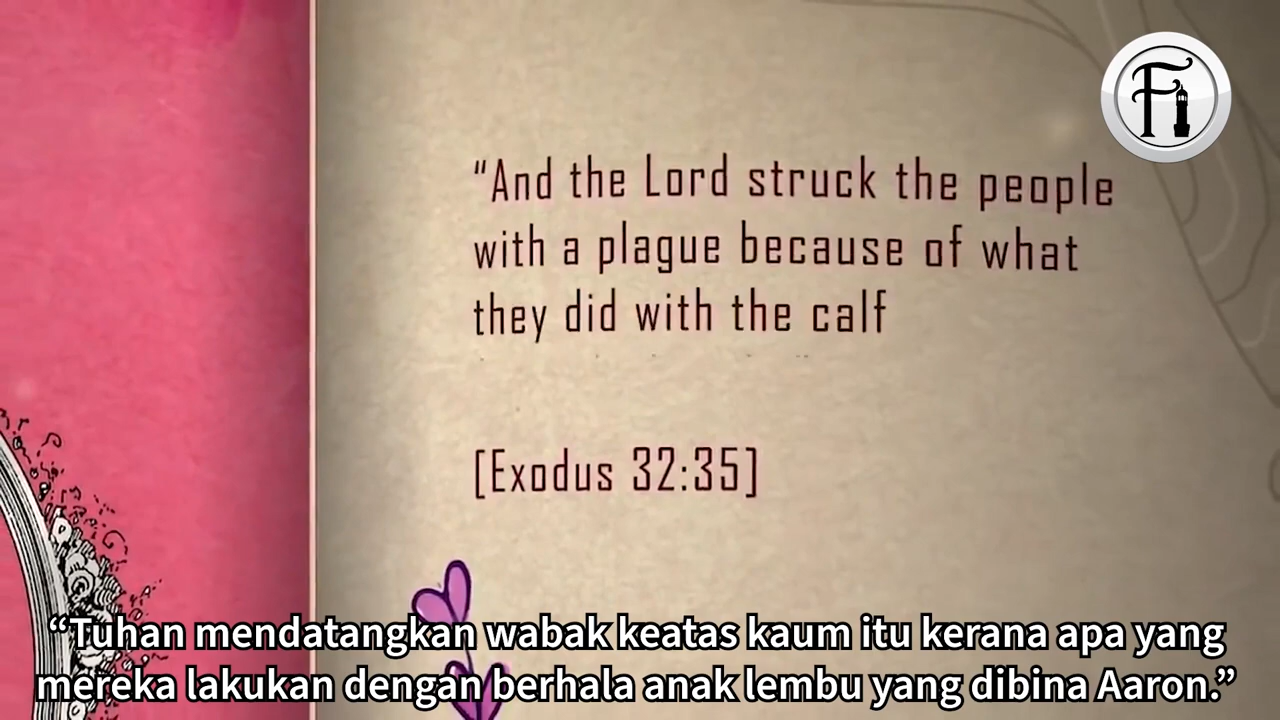 Fi
“And the Lord struck the people
with a plague because of what
they did with the calf
[Exodus 32:35]
“Tuhan mendatangkan wabak keatas kaum itu kerana apa yang
mereka lakukan dengan berhala anak lembu yang dibina Aaron.”